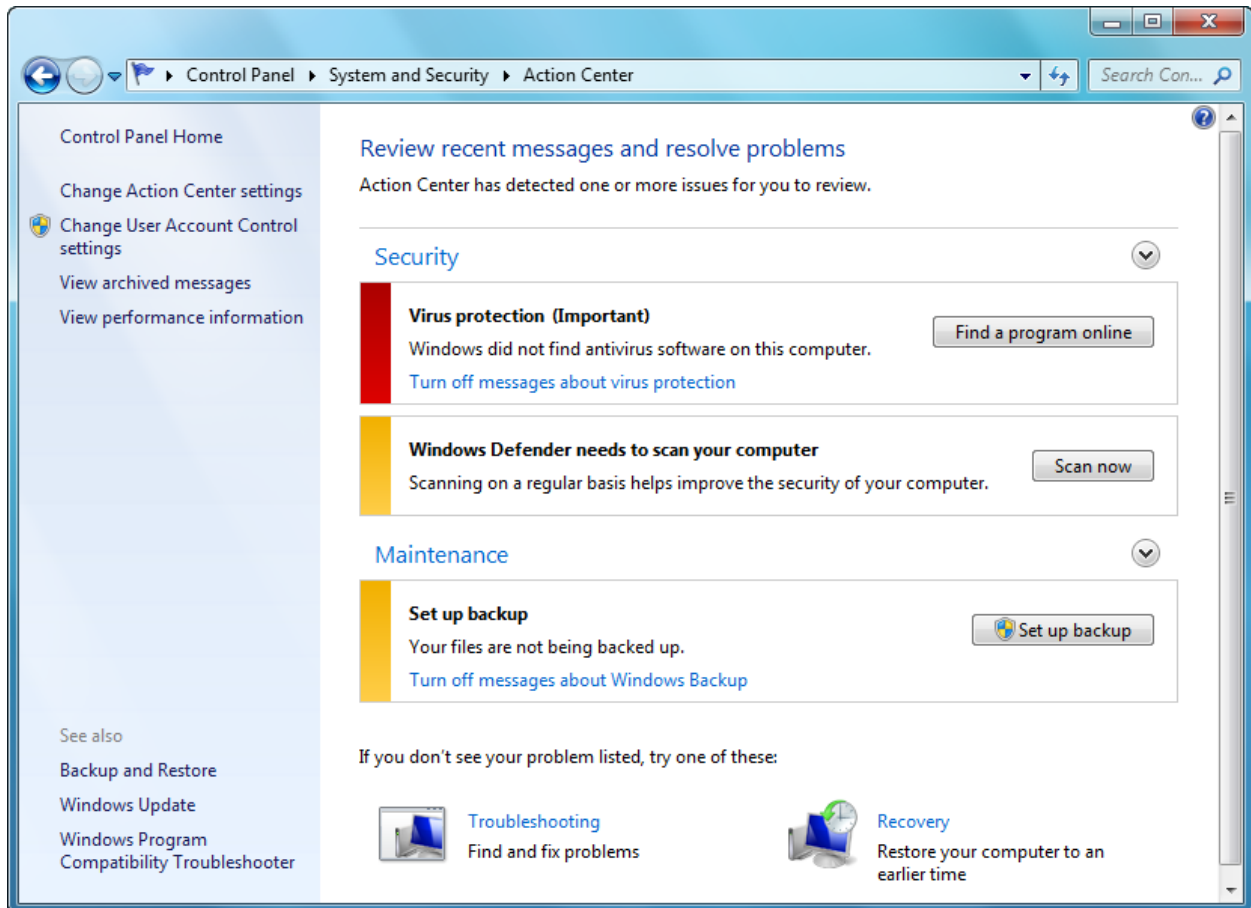 Control Panel ▸ System and Security ▸ Action Center
Search Con...
Control Panel Home
Change Action Center settings
Change User Account Control
settings
View archived messages
View performance information
See also
Backup and Restore
Windows Update
Windows Program
Compatibility Troubleshooter
Review recent messages and resolve problems
Action Center has detected one or more issues for you to review.
Security
Virus protection (Important)
Windows did not find antivirus software on this computer.
Turn off messages about virus protection
Find a program online
Windows Defender needs to scan your computer
Scanning on a regular basis helps improve the security of your computer.
Scan now
Maintenance
Set up backup
Your files are not being backed up.
Turn off messages about Windows Backup
Set up backup
If you don't see your problem listed, try one of these:
Troubleshooting
Find and fix problems
Recovery
Restore your computer to an
earlier time